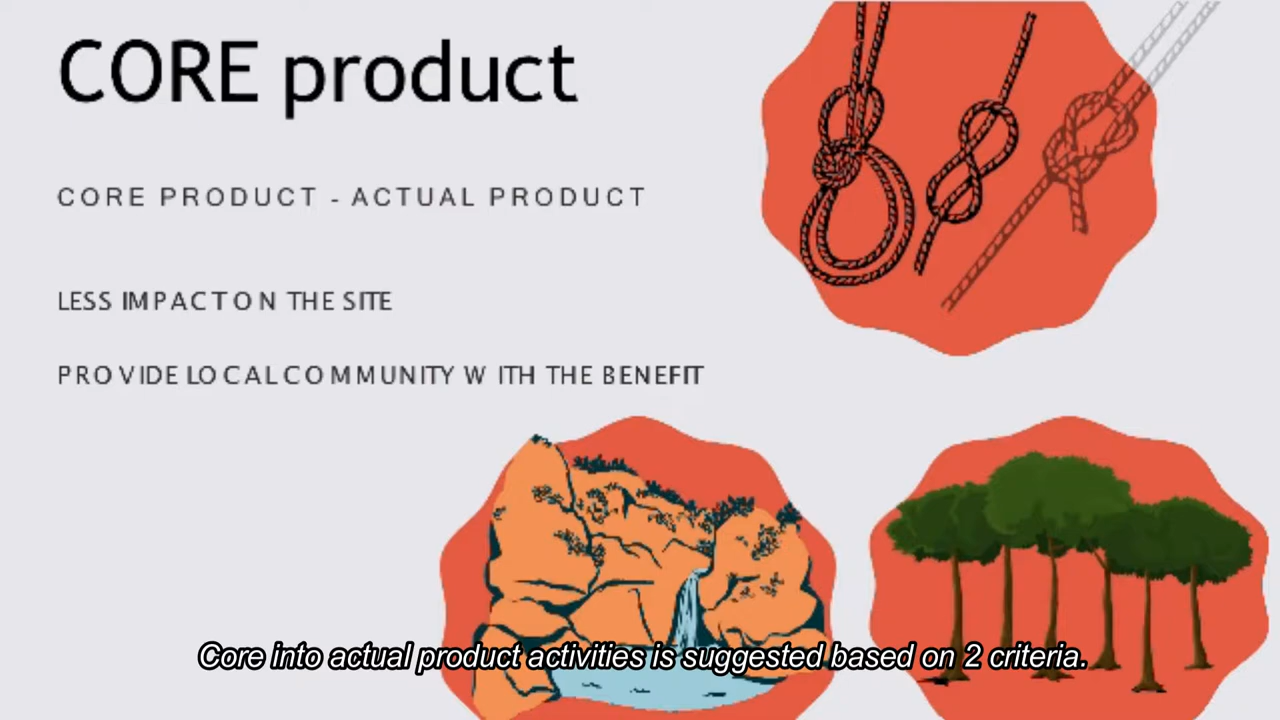 CORE product
CORE PRODUCT - ACTUAL PRODUCT
LESS IMPACT ON THE SITE
PROVIDE LOCAL COMMUNITY WITH THE BENEFIT
Core into actual product activities is suggested based on 2 criteria.